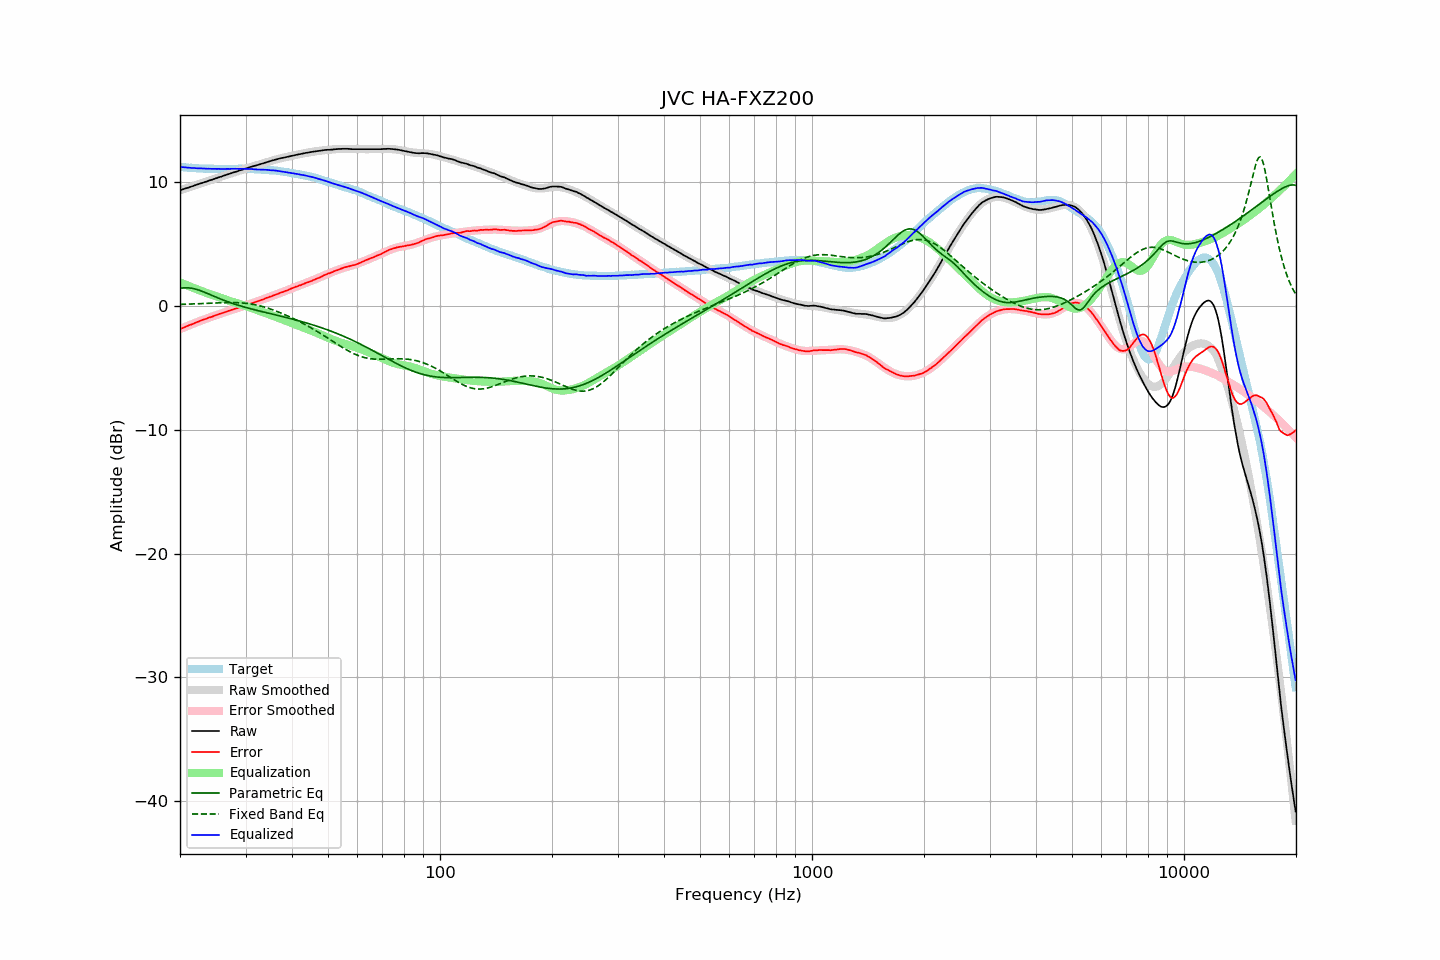 JVC HA-FXZ200
Amplitude (dBr)
10
0
−10
−20
−30
−40
Target
Raw Smoothed
Error Smoothed
Raw
Error
Equalization
Parametric Eq
Fixed Band Eq
Equalized
100
1000
10000
Frequency (Hz)